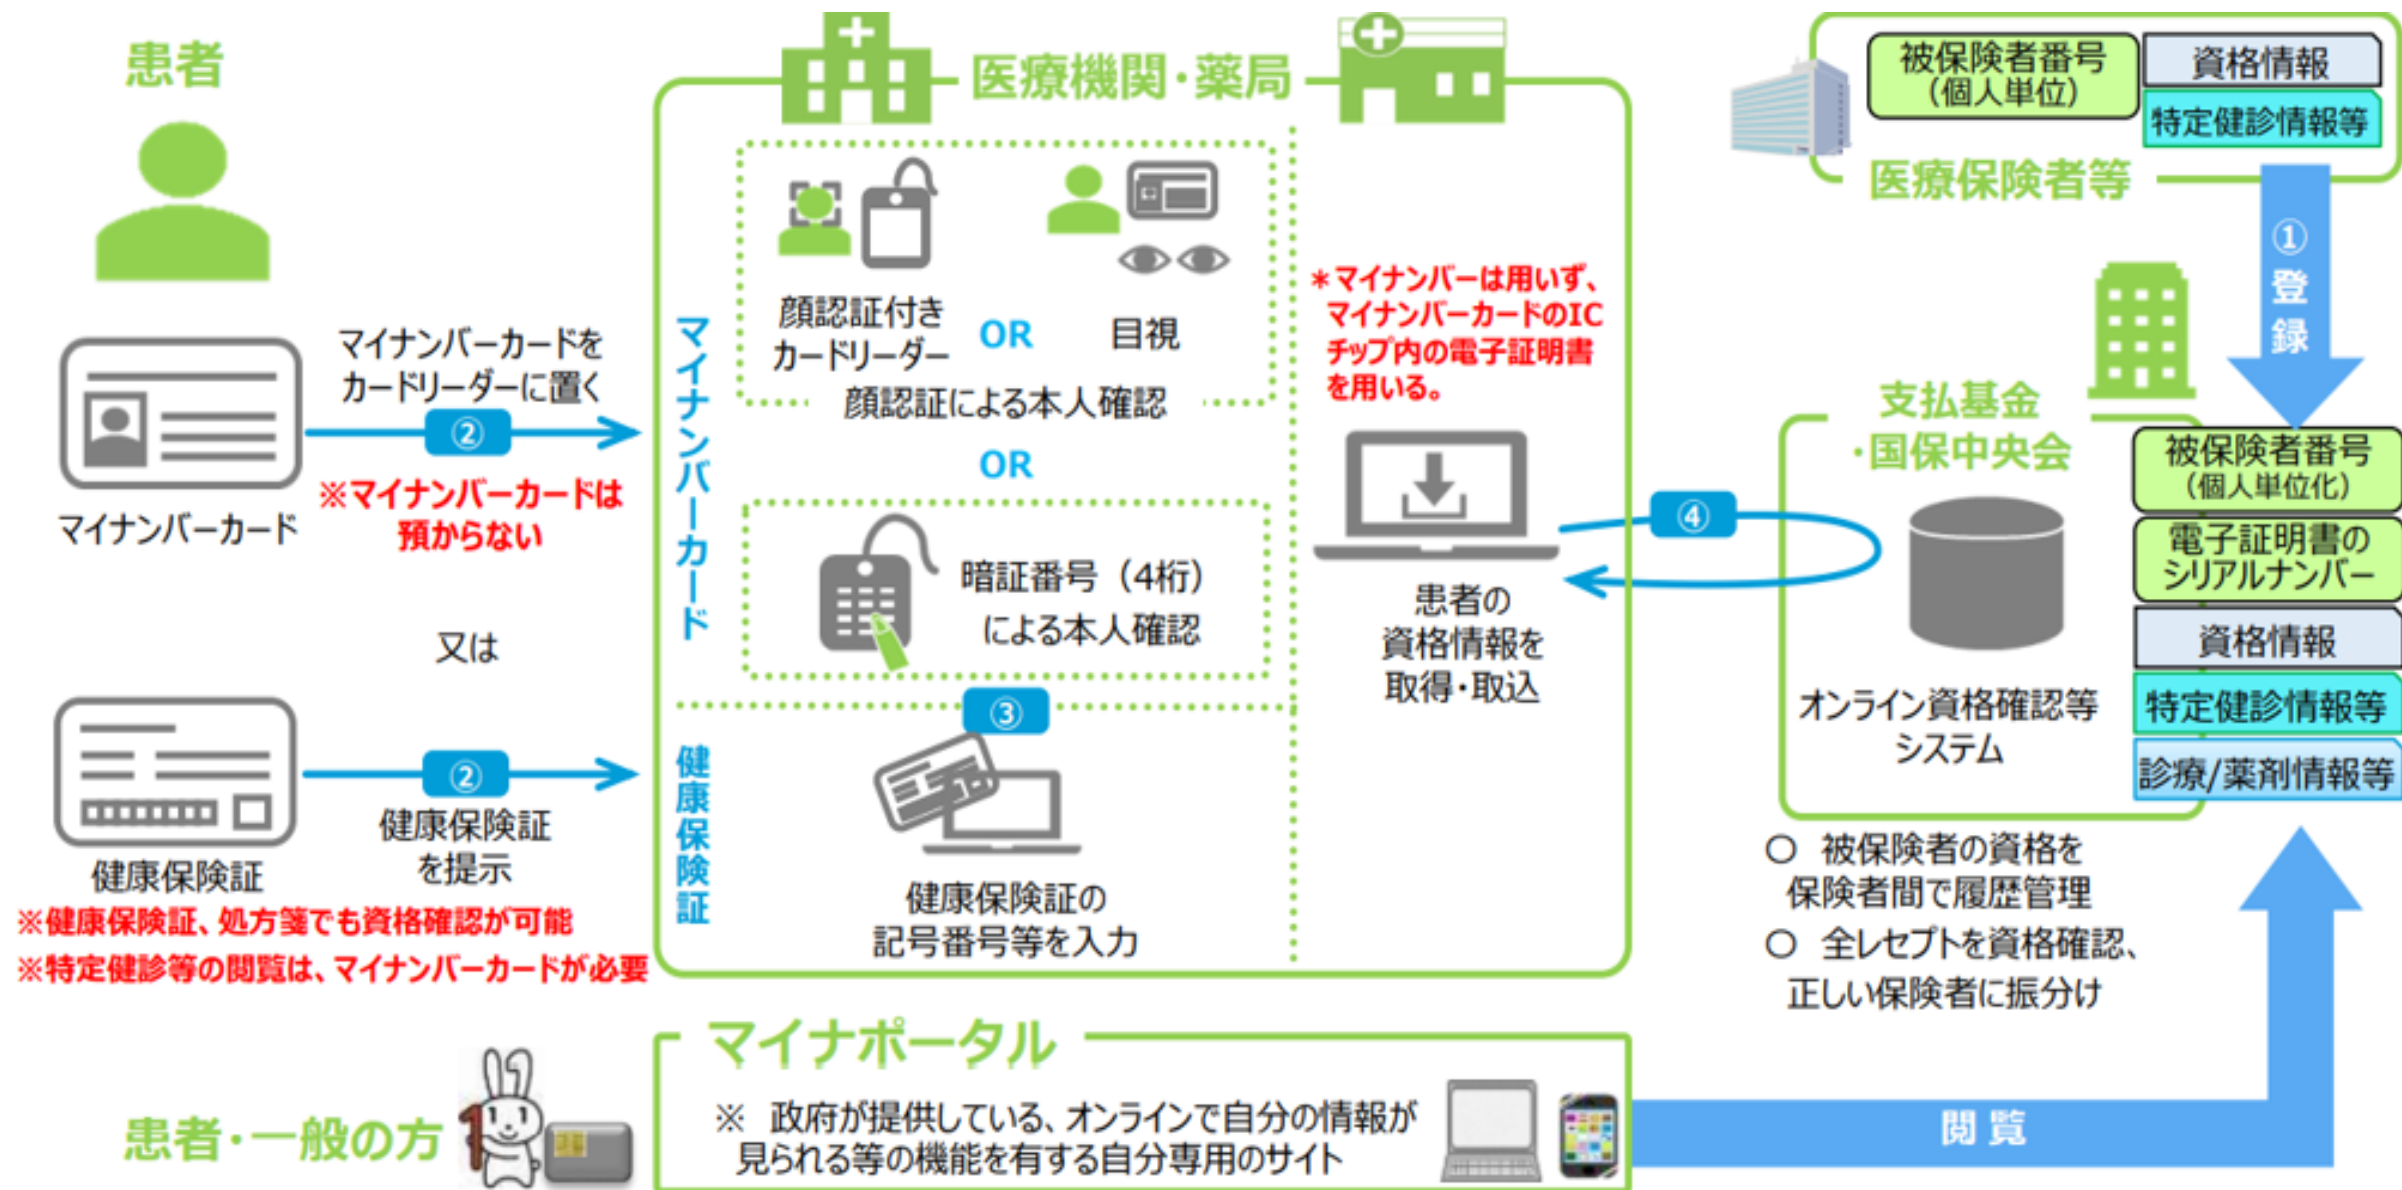 患者
マイナンバーカードを
カードリーダーに置く
②
※マイナンバーカードは
預からない
マイナンバーカード
又は
②
健康保険証
を提示
健康保険証
※健康保険証、処方箋でも資格確認が可能
※特定健診等の閲覧は、マイナンバーカードが必要
医療機関・薬局
マイナンバーカード
顔認証付き
カードリーダー
OR
目視
顔認証による本人確認
OR
暗証番号（4桁）
による本人確認
③
健康保険証
健康保険証の
記号番号等を入力
＊マイナンバーは用いず、
マイナンバーカードのIC
チップ内の電子証明書
を用いる。
患者の
資格情報を
取得・取込
④
被保険者番号
（個人単位）
資格情報
特定健診情報等
医療保険者等
①
登録
支払基金
・国保中央会
被保険者番号
（個人単位化）
電子証明書の
シリアルナンバー
資格情報
特定健診情報等
診療/薬剤情報等
オンライン資格確認等
システム
○ 被保険者の資格を
保険者間で履歴管理
○ 全レセプトを資格確認、
正しい保険者に振分け
患者・一般の方
マイナポータル
※ 政府が提供している、オンラインで自分の情報が
見られる等の機能を有する自分専用のサイト
閲覧